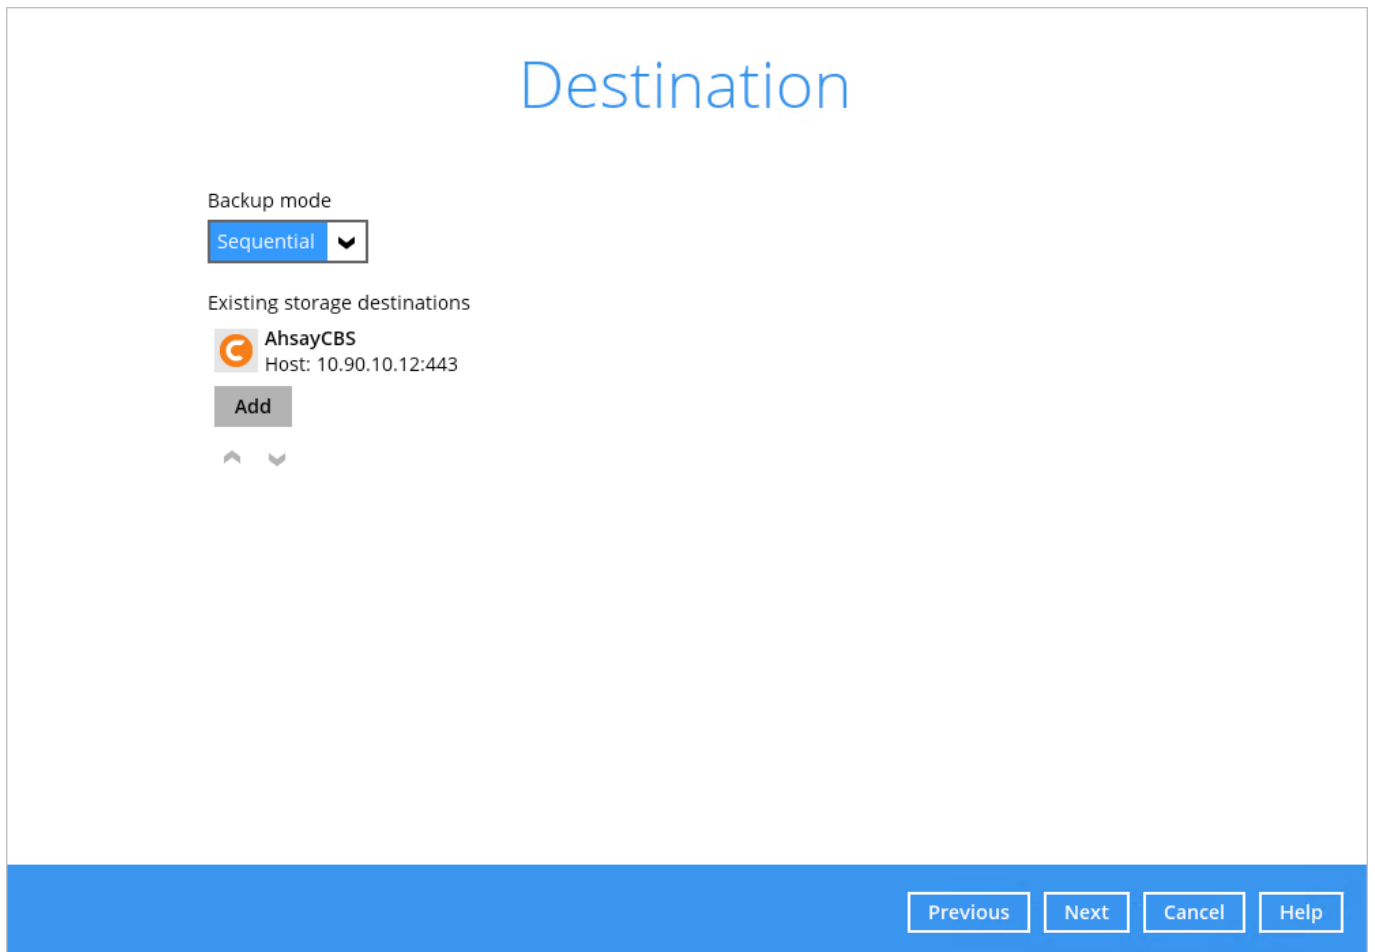 Destination
Backup mode
Sequential
Existing storage destinations
AhsayCBS
Host: 10.90.10.12:443
Add
Previous Next Cancel Help